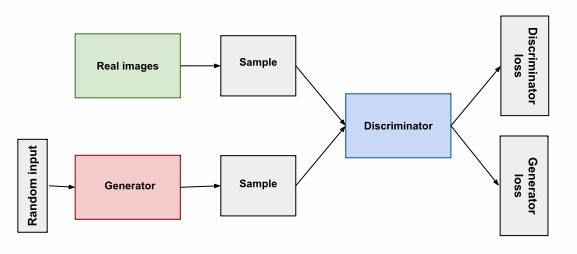 Real images
Sample
Discriminator
loss
Discriminator
Random input
Generator
Sample
Generator
loss